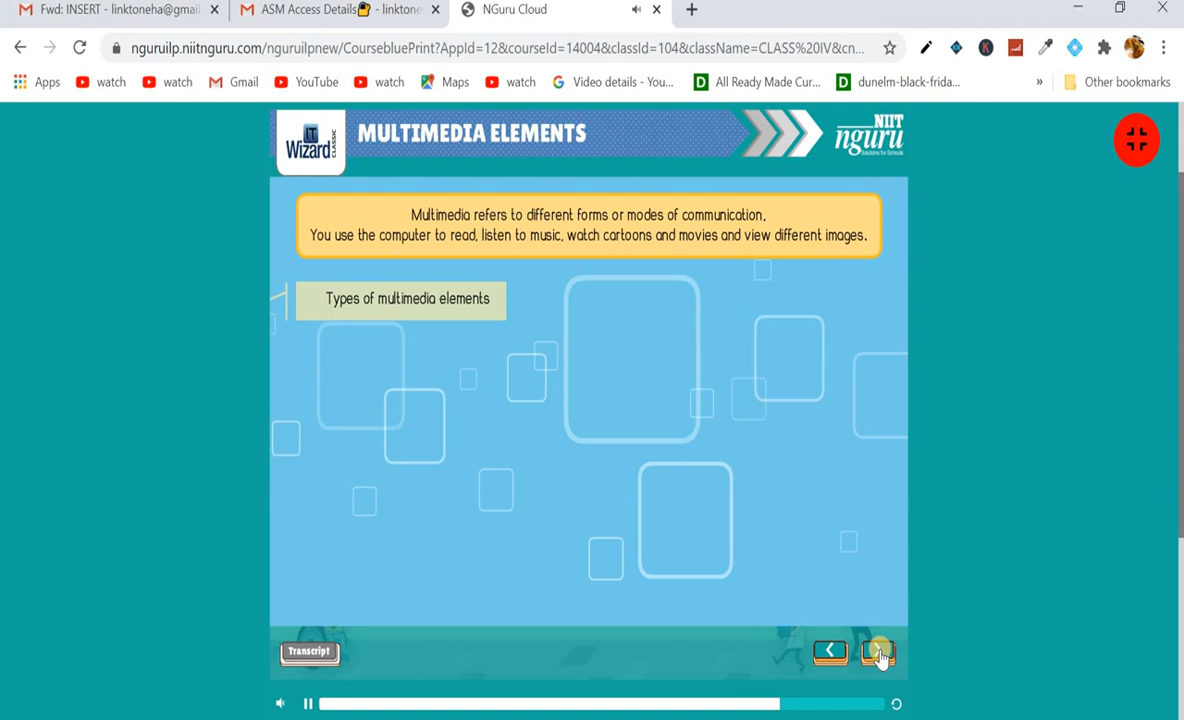 Fwd: INSERT - linktoneha@gmail.
ASM Access Details - linktone
NGuru Cloud
nguruilp.niitnguru.com/nguruilpnew/CoursebluePrint?AppId=12&courseId=14004&classId=104&className=CLASS%20IV&cn...
Apps
watch
watch
Gmail
YouTube
watch
Maps
watch
Video details - You...
All Ready Made Cur...
dunelm-black-frida...
Other bookmarks
IT Wizard CLASSIC
MULTIMEDIA ELEMENTS
NIIT
nguru
Solutions for Schools
Multimedia refers to different forms or modes of communication.
You use the computer to read, listen to music, watch cartoons and movies and view different images.
Types of multimedia elements
Transcript